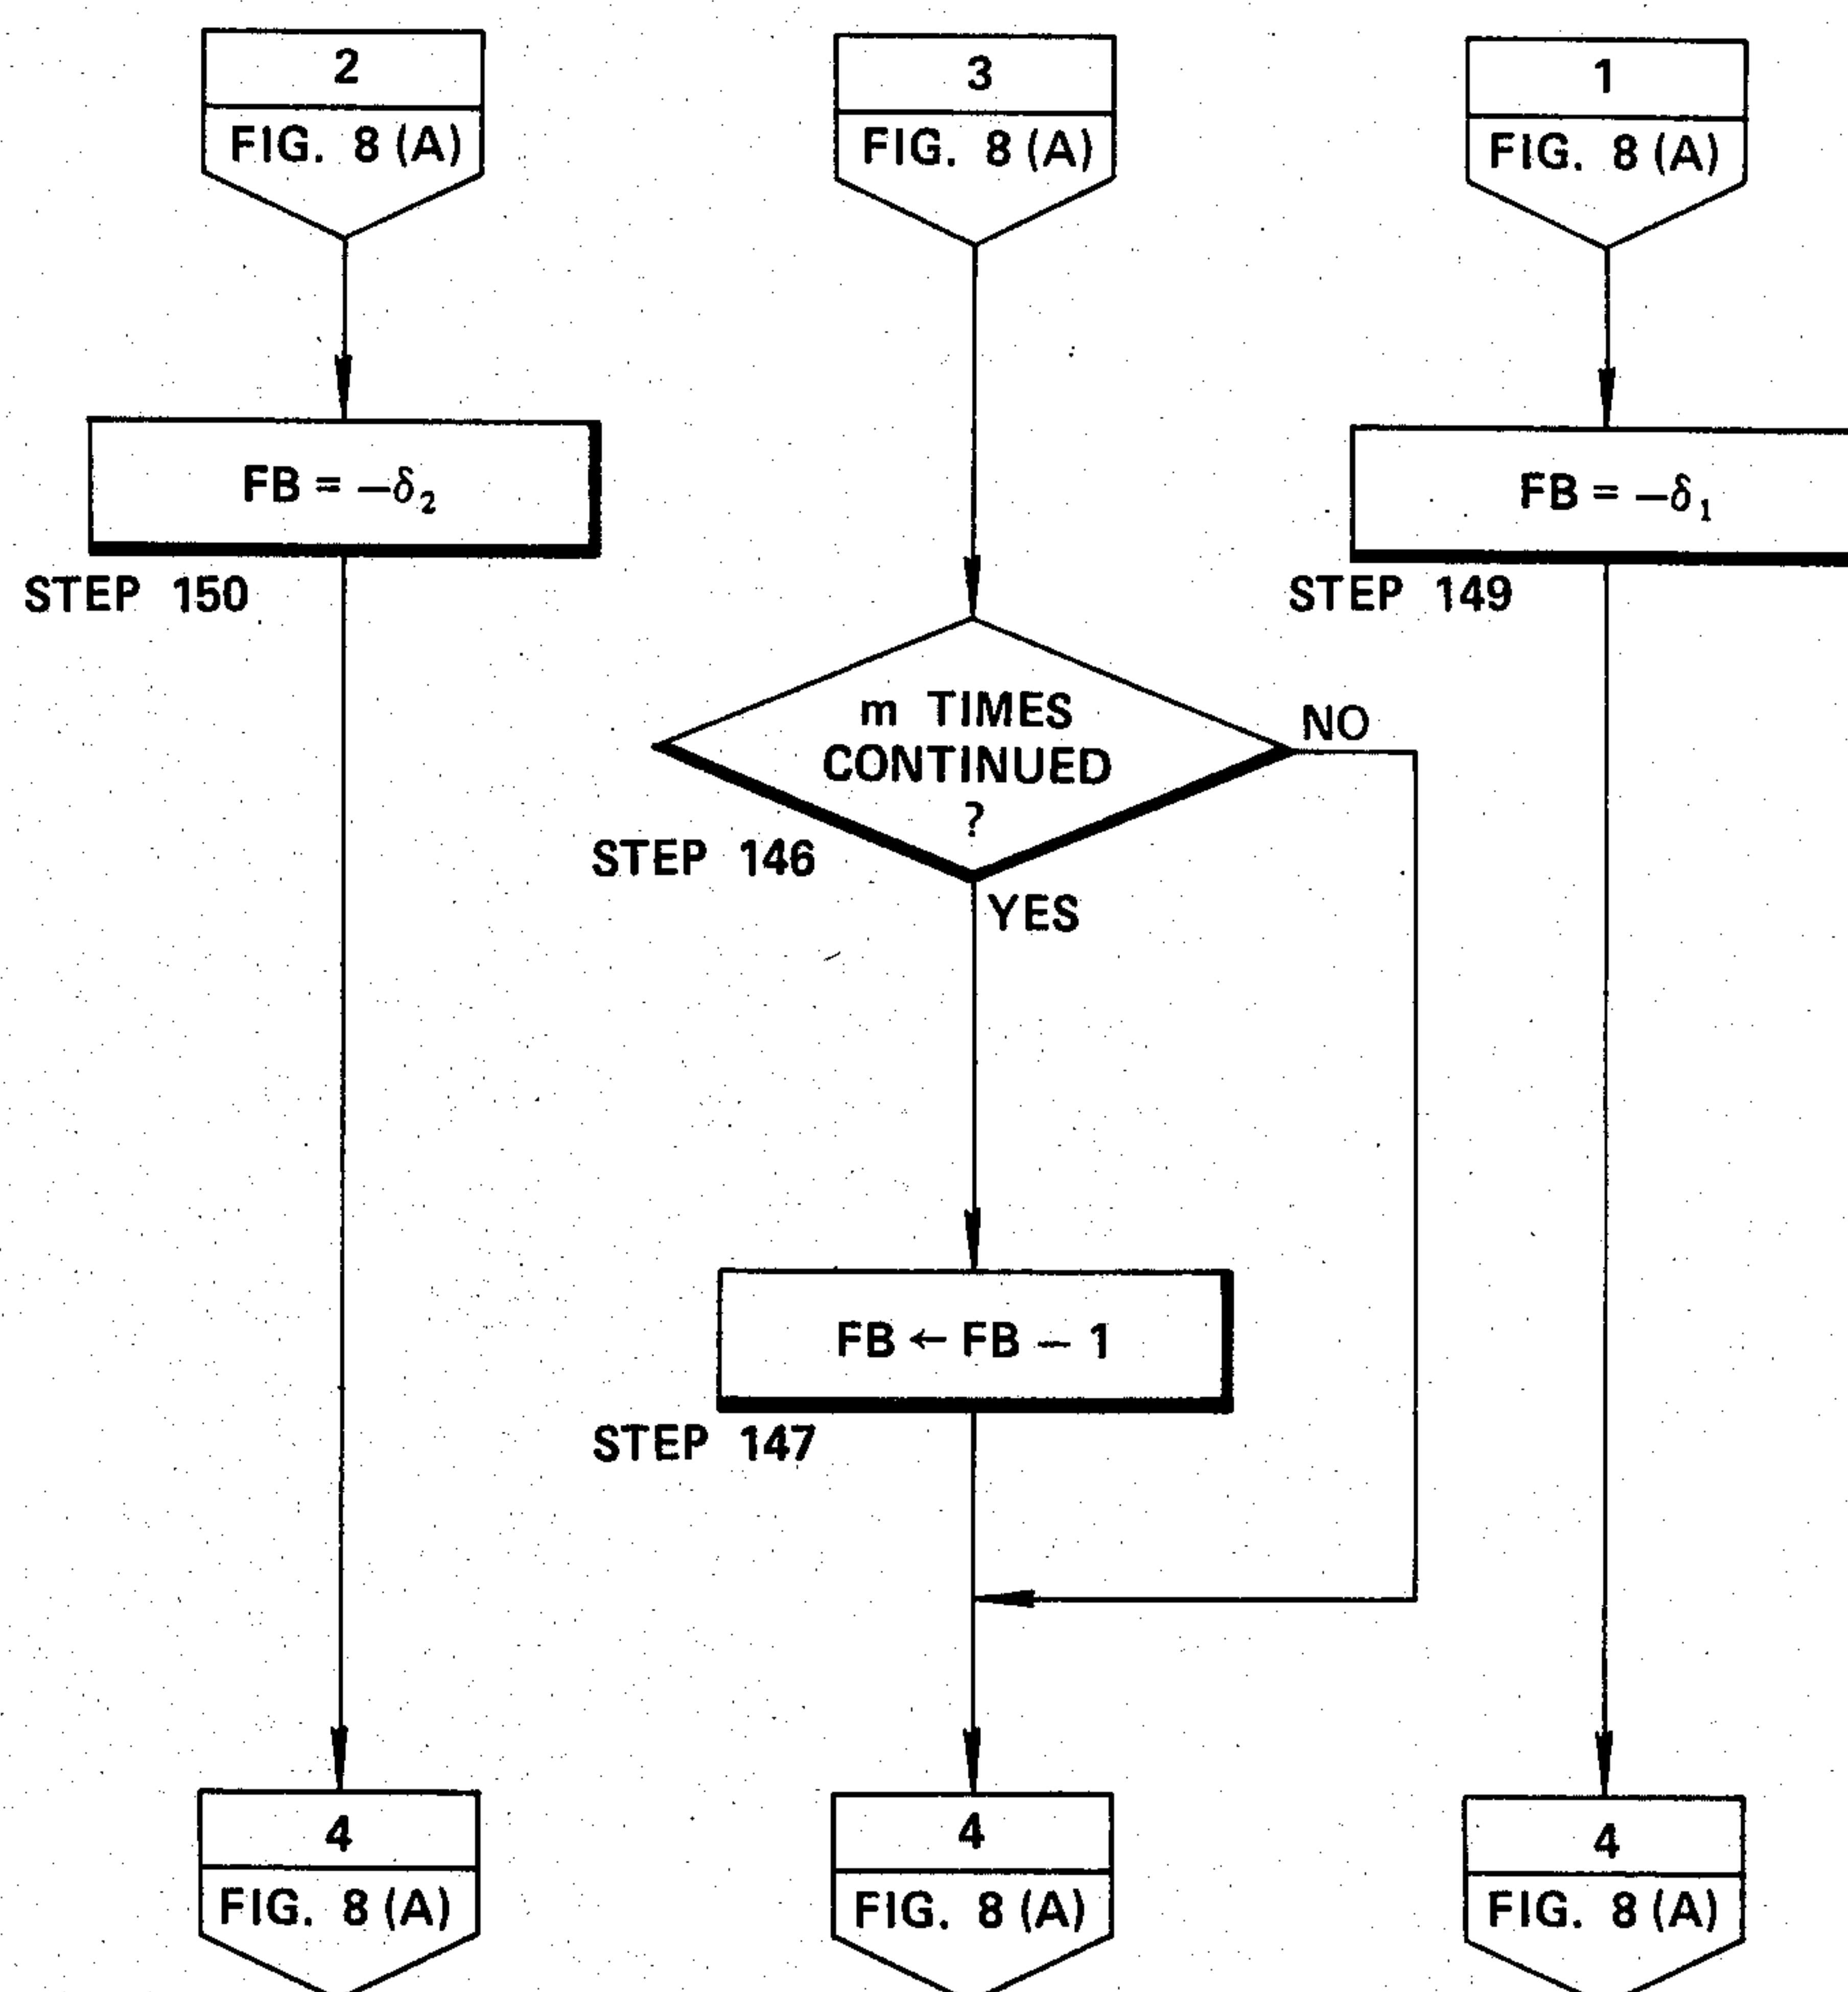 2
FIG. 8 (A)
3
FIG. 8 (A)
1
FIG. 8 (A)
FB = −δ₂
STEP 150
FB = −δ₁
STEP 149
m TIMES
CONTINUED
?
NO
STEP 146
YES
FB ← FB − 1
STEP 147
4
FIG. 8 (A)
4
FIG. 8 (A)
4
FIG. 8 (A)